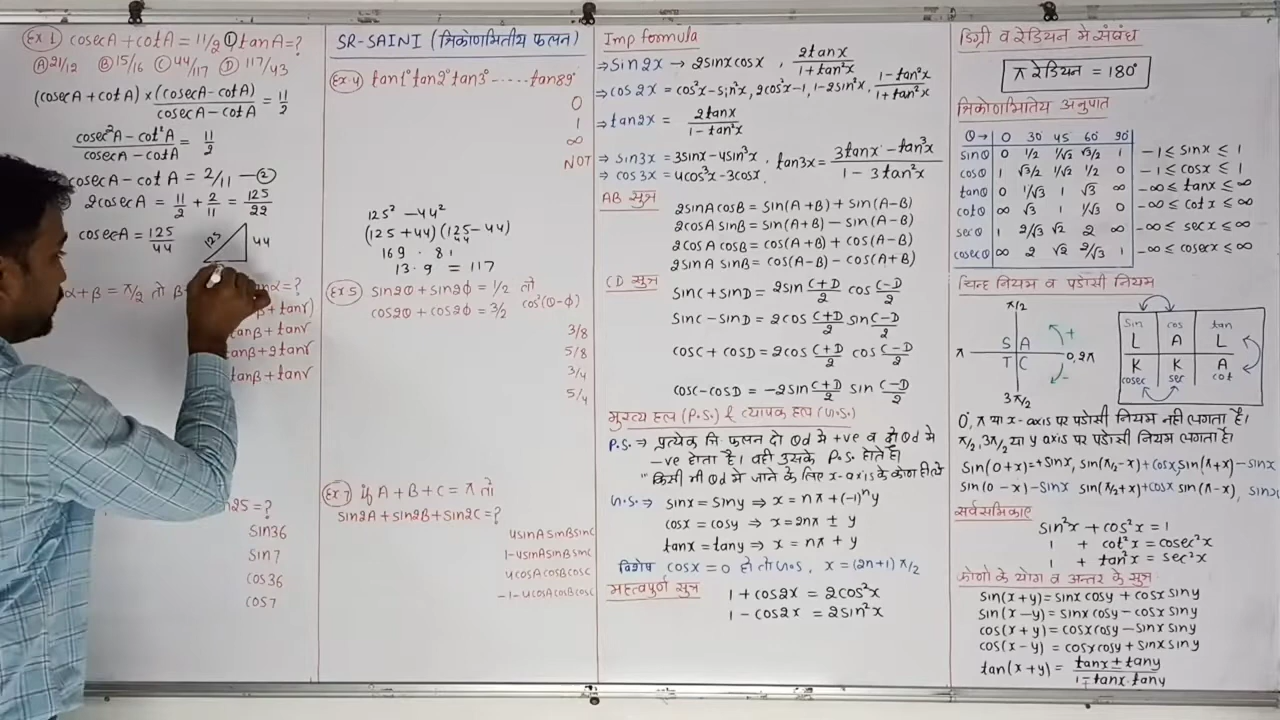 Ex 1 cosecA + cotA = 11/2 ① tanA = ?
Ⓐ 21/12 Ⓑ 15/16 Ⓒ 44/117 Ⓓ 117/43
(cosecA + cotA) × (cosecA - cotA) / cosecA - cotA = 11/2
cosec²A - cot²A / cosecA - cotA = 11/2
cosecA - cotA = 2/11 — ②
2cosecA = 11/2 + 2/11 = 125/22
cosecA = 125/44
125
44
α + β = π/2 तो β
tanα = ?
β + tanr)
tanβ + tanr
tanβ + 2tanr
tanβ + tanr
25 = ?
sin36
sin7
cos36
cos7
SR-SAINI (त्रिकोणमितीय फलन)
Ex 4 tan1° tan2° tan3° ----- tan89°
0
1
∞
NOT
125² - 44²
(125 + 44) (125 - 44)
44
169 . 81
13 . 9 = 117
Ex 5 sin2θ + sin2ϕ = 1/2 तो
cos2θ + cos2ϕ = 3/2 cos²(θ - ϕ)
3/8
5/8
3/4
5/4
Ex 7 if A + B + C = π तो
sin2A + sin2B + sin2C = ?
4sinA sinB sinC
1-4sinA sinB sinC
4cosA cosB cosC
-1-4cosA cosB cosC
Imp formula
⇒ sin2x → 2sinx cosx , 2tanx / 1 + tan²x
⇒ cos2x = cos²x - sin²x, 2cos²x - 1, 1 - 2sin²x, 1 - tan²x / 1 + tan²x
⇒ tan2x = 2tanx / 1 - tan²x
⇒ sin3x = 3sinx - 4sin³x . tan3x = 3tanx - tan³x / 1 - 3tan²x
⇒ cos3x = 4cos³x - 3cosx
AB सूत्र
2sinA cosB = sin(A+B) + sin(A-B)
2cosA sinB = sin(A+B) - sin(A-B)
2cosA cosB = cos(A+B) + cos(A-B)
2sinA sinB = cos(A-B) - cos(A+B)
CD सूत्र
sinC + sinD = 2sin C+D/2 cos C-D/2
sinC - sinD = 2cos C+D/2 sin C-D/2
cosC + cosD = 2cos C+D/2 cos C-D/2
cosC - cosD = -2sin C+D/2 sin C-D/2
मुख्य हल (P.S.) व व्यापक हल (G.S.)
P.S. ⇒ प्रत्येक त्रि. फलन दो θd मे +ve व दो θd मे
-ve होता है। वही उसके P.S. होते है।
"किसी भी θd मे जाने के लिए x-axis के कोण ही ले
G.S. ⇒ sinx = siny ⇒ x = nπ + (-1)ⁿy
cosx = cosy ⇒ x = 2nπ ± y
tanx = tany ⇒ x = nπ + y
विशेष cosx = 0 हो तो G.S. x = (2n+1) π/2
महत्वपूर्ण सूत्र
1 + cos2x = 2cos²x
1 - cos2x = 2sin²x
डिग्री व रेडियन मे संबंध
π रेडियन = 180°
त्रिकोणमितिय अनुपात
θ→ 0 30° 45 60° 90°
sinθ 0 1/2 1/√2 √3/2 1 -1 ≤ sinx ≤ 1
cosθ 1 √3/2 1/√2 1/2 0 -1 ≤ cosx ≤ 1
tanθ 0 1/√3 1 √3 ∞ -∞ ≤ tanx ≤ ∞
cotθ ∞ √3 1 1/√3 0 -∞ ≤ cotx ≤ ∞
secθ 1 2/√3 √2 2 ∞ -∞ ≤ secx ≤ ∞
cosecθ ∞ 2 √2 2/√3 1 -∞ ≤ cosecx ≤ ∞
चिन्ह नियम व पडोसी नियम
π/2
S A
π 0, 2π
T C
3π/2
+
-
sin cos tan
L A L
K K A
cosec sec cot
0, π या x-axis पर पडोसी नियम नही लगता है।
π/2, 3π/2 या y axis पर पडोसी नियम लगता है।
sin(0+x)=+sinx, sin(π/2-x)+cosx, sin(π+x)-sinx
sin(0-x)-sinx sin(π/2+x)+cosx sin(π-x), sinx
सर्वसमिकाए
sin²x + cos²x = 1
1 + cot²x = cosec²x
1 + tan²x = sec²x
कोणो के योग व अन्तर के सूत्र
sin(x+y) = sinx cosy + cosx siny
sin(x-y) = sinx cosy - cosx siny
cos(x+y) = cosx cosy - sinx siny
cos(x-y) = cosx cosy + sinx siny
tan(x+y) = tanx ± tany / 1 ∓ tanx.tany